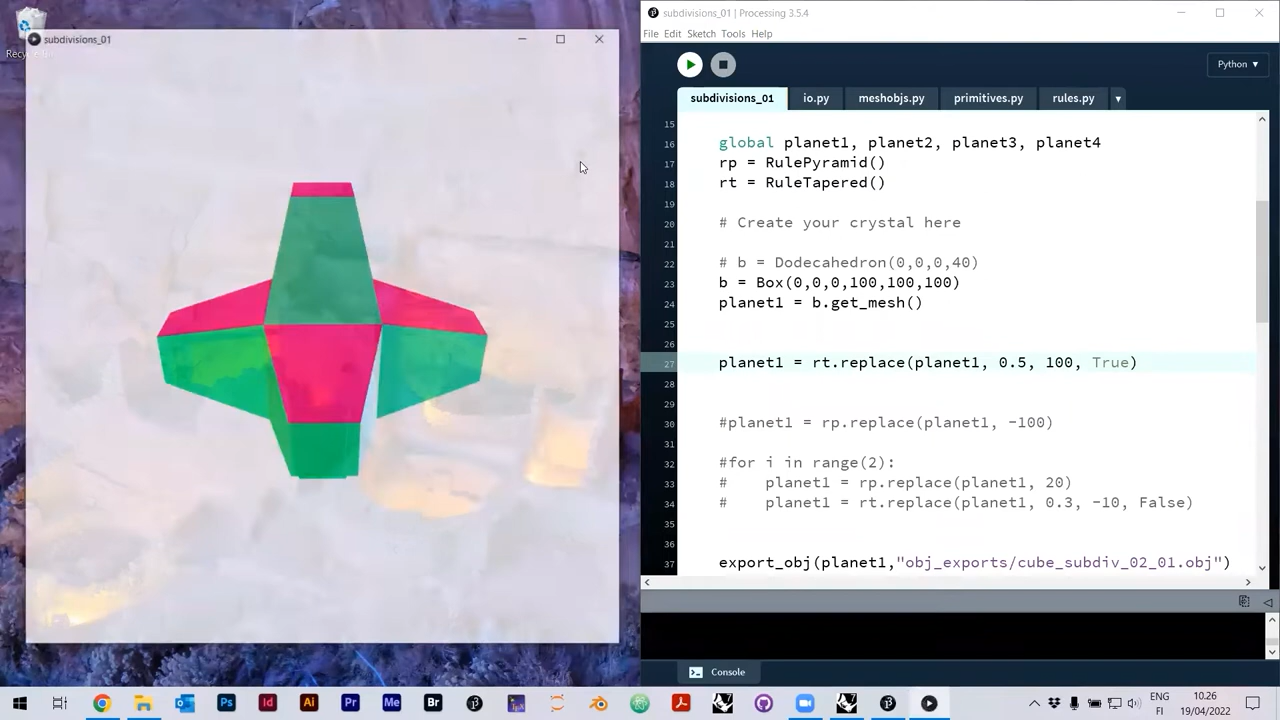 subdivisions_01 | Processing 3.5.4
File Edit Sketch Tools Help
subdivisions_01
Python ▼
subdivisions_01 io.py meshobjs.py primitives.py rules.py ▼
15
16 global planet1, planet2, planet3, planet4
17 rp = RulePyramid()
18 rt = RuleTapered()
19
20 # Create your crystal here
21
22 # b = Dodecahedron(0,0,0,40)
23 b = Box(0,0,0,100,100,100)
24 planet1 = b.get_mesh()
25
26
27 planet1 = rt.replace(planet1, 0.5, 100, True)
28
29
30 #planet1 = rp.replace(planet1, -100)
31
32 #for i in range(2):
33 # planet1 = rp.replace(planet1, 20)
34 # planet1 = rt.replace(planet1, 0.3, -10, False)
35
36
37 export_obj(planet1,"obj_exports/cube_subdiv_02_01.obj")
Console
Ps Id Ai Pr Me Br
ENG
FI
10.26
19/04/2022